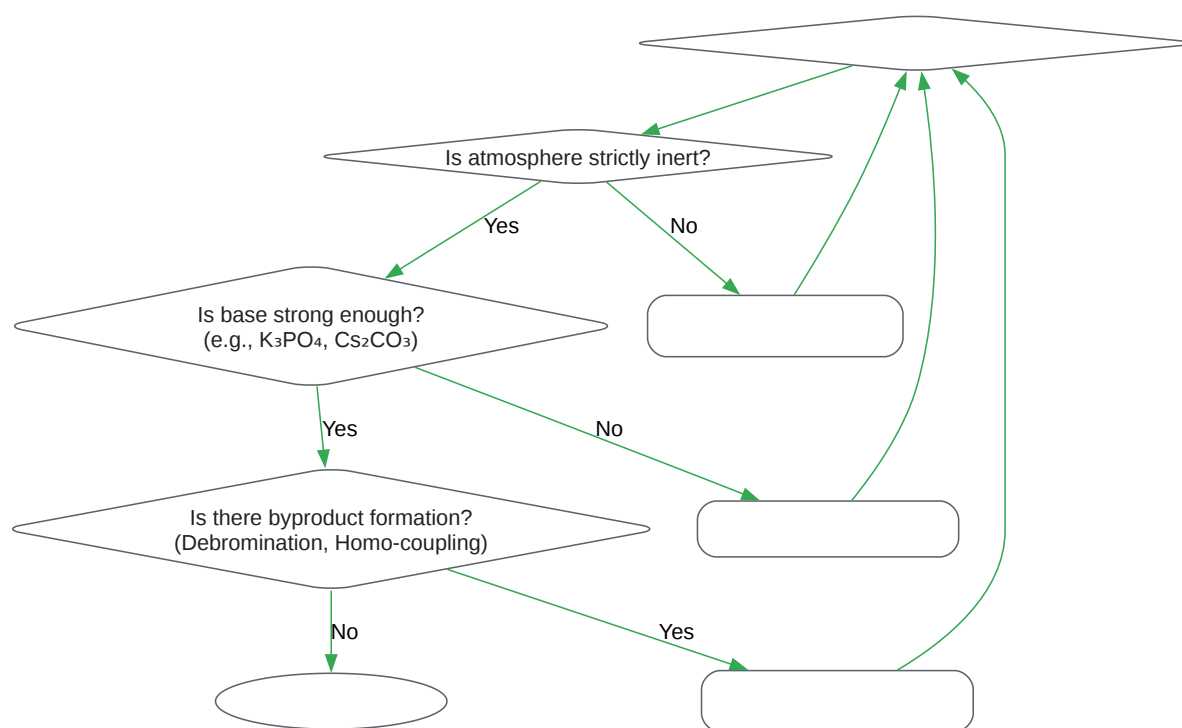 Is atmosphere strictly inert?
Yes
No
Is base strong enough?
(e.g., K₃PO₄, Cs₂CO₃)
Yes
No
Is there byproduct formation?
(Debromination, Homo-coupling)
No
Yes